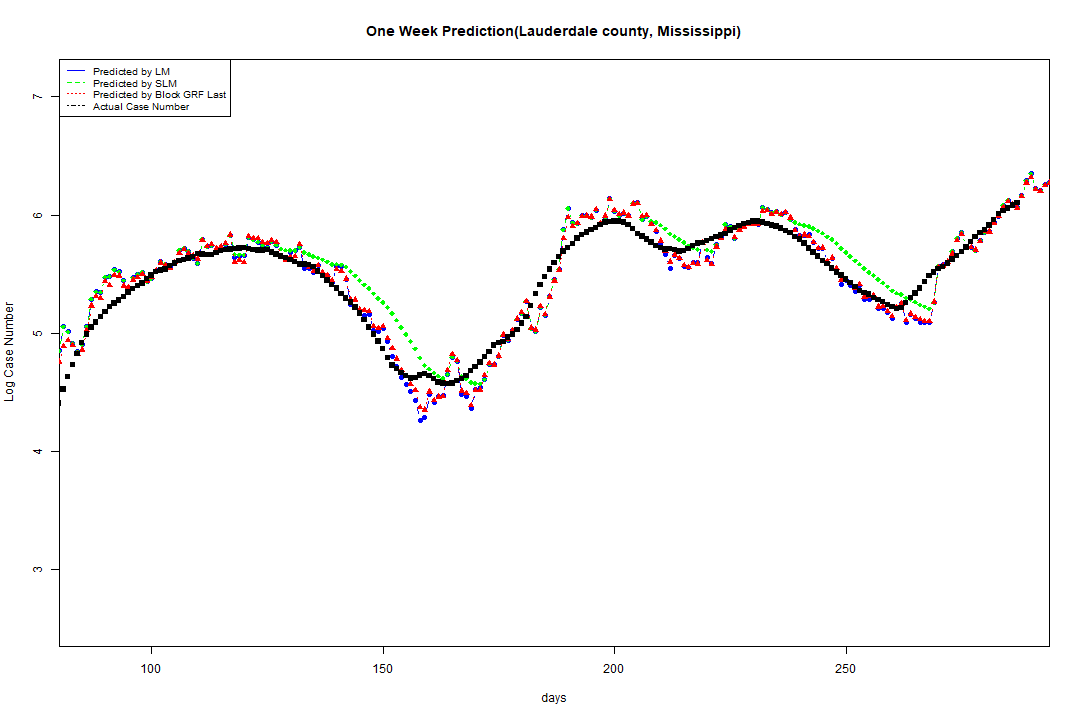 One Week Prediction(Lauderdale county, Mississippi)
Predicted by LM
Predicted by SLM
Predicted by Block GRF Last
Actual Case Number
7
6
5
4
3
Log Case Number
100 150 200 250
days